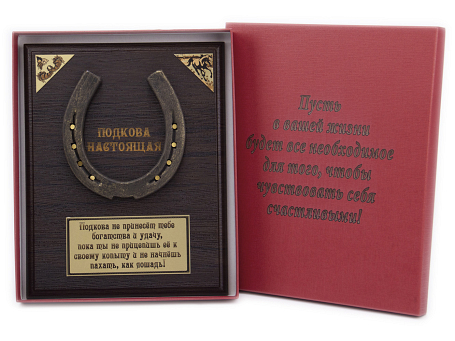 ПОДКОВА
НАСТОЯЩАЯ
Подкова не принесёт тебе
богатства и удачу,
пока ты не прицепишь её к
своему копыту и не начнёшь
пахать, как лошадь!
Пусть
в вашей жизни
будет все необходимое
для того, чтобы
чувствовать себя
счастливыми!